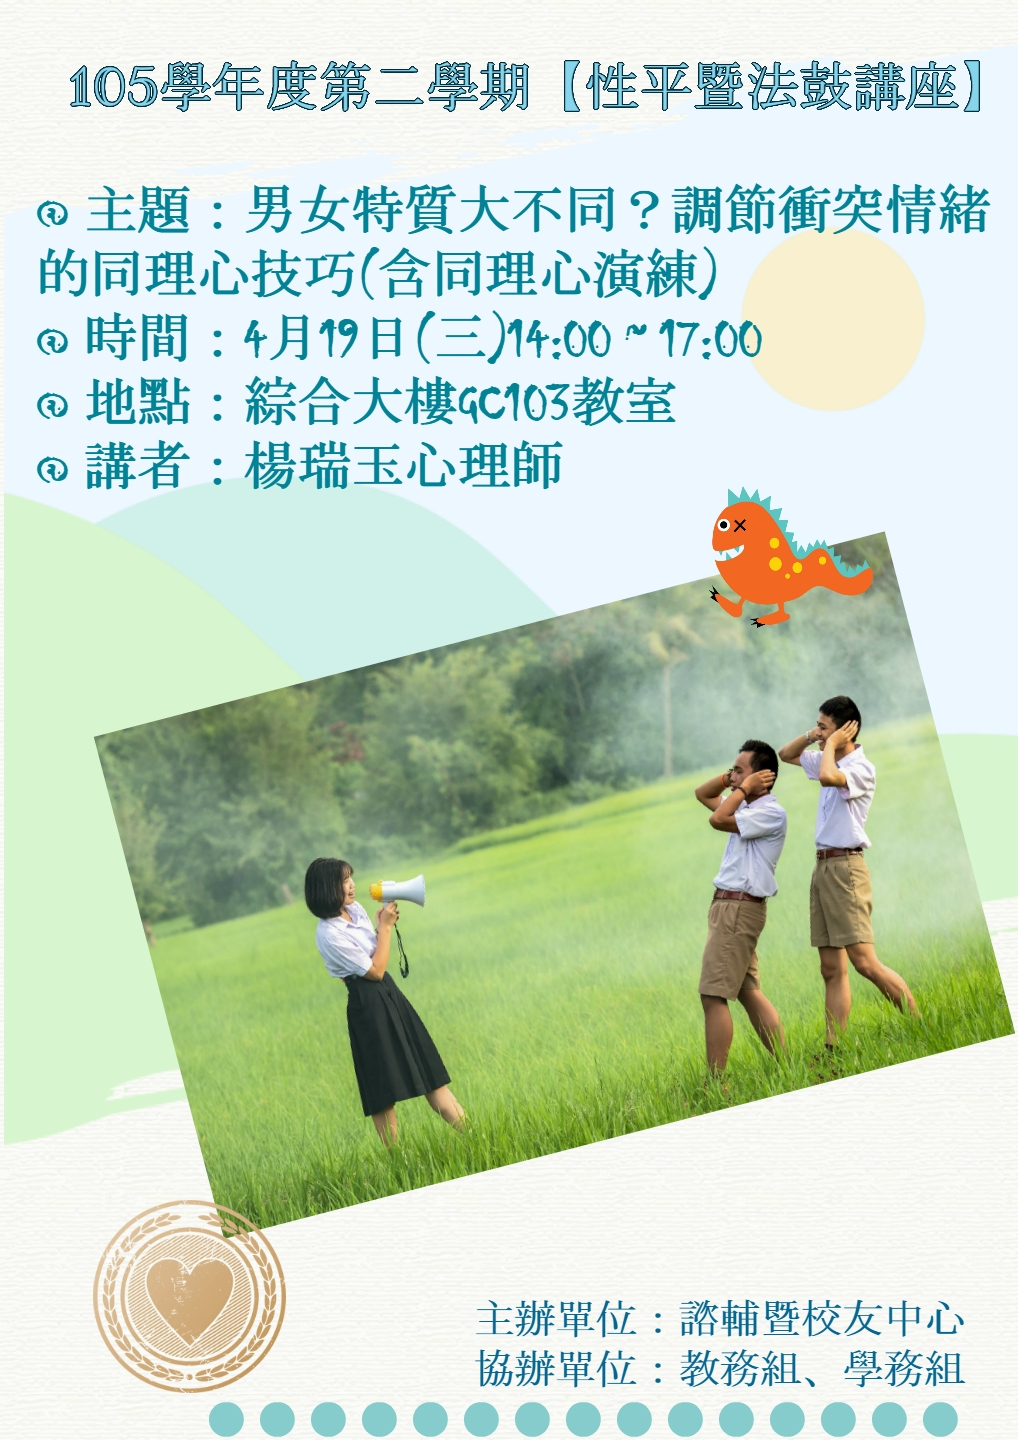 105學年度第二學期【性平暨法鼓講座】
主題：男女特質大不同？調節衝突情緒
的同理心技巧(含同理心演練)
時間：4月19日(三)14:00 ~ 17:00
地點：綜合大樓GC103教室
講者：楊瑞玉心理師
主辦單位：諮輔暨校友中心
協辦單位：教務組、學務組